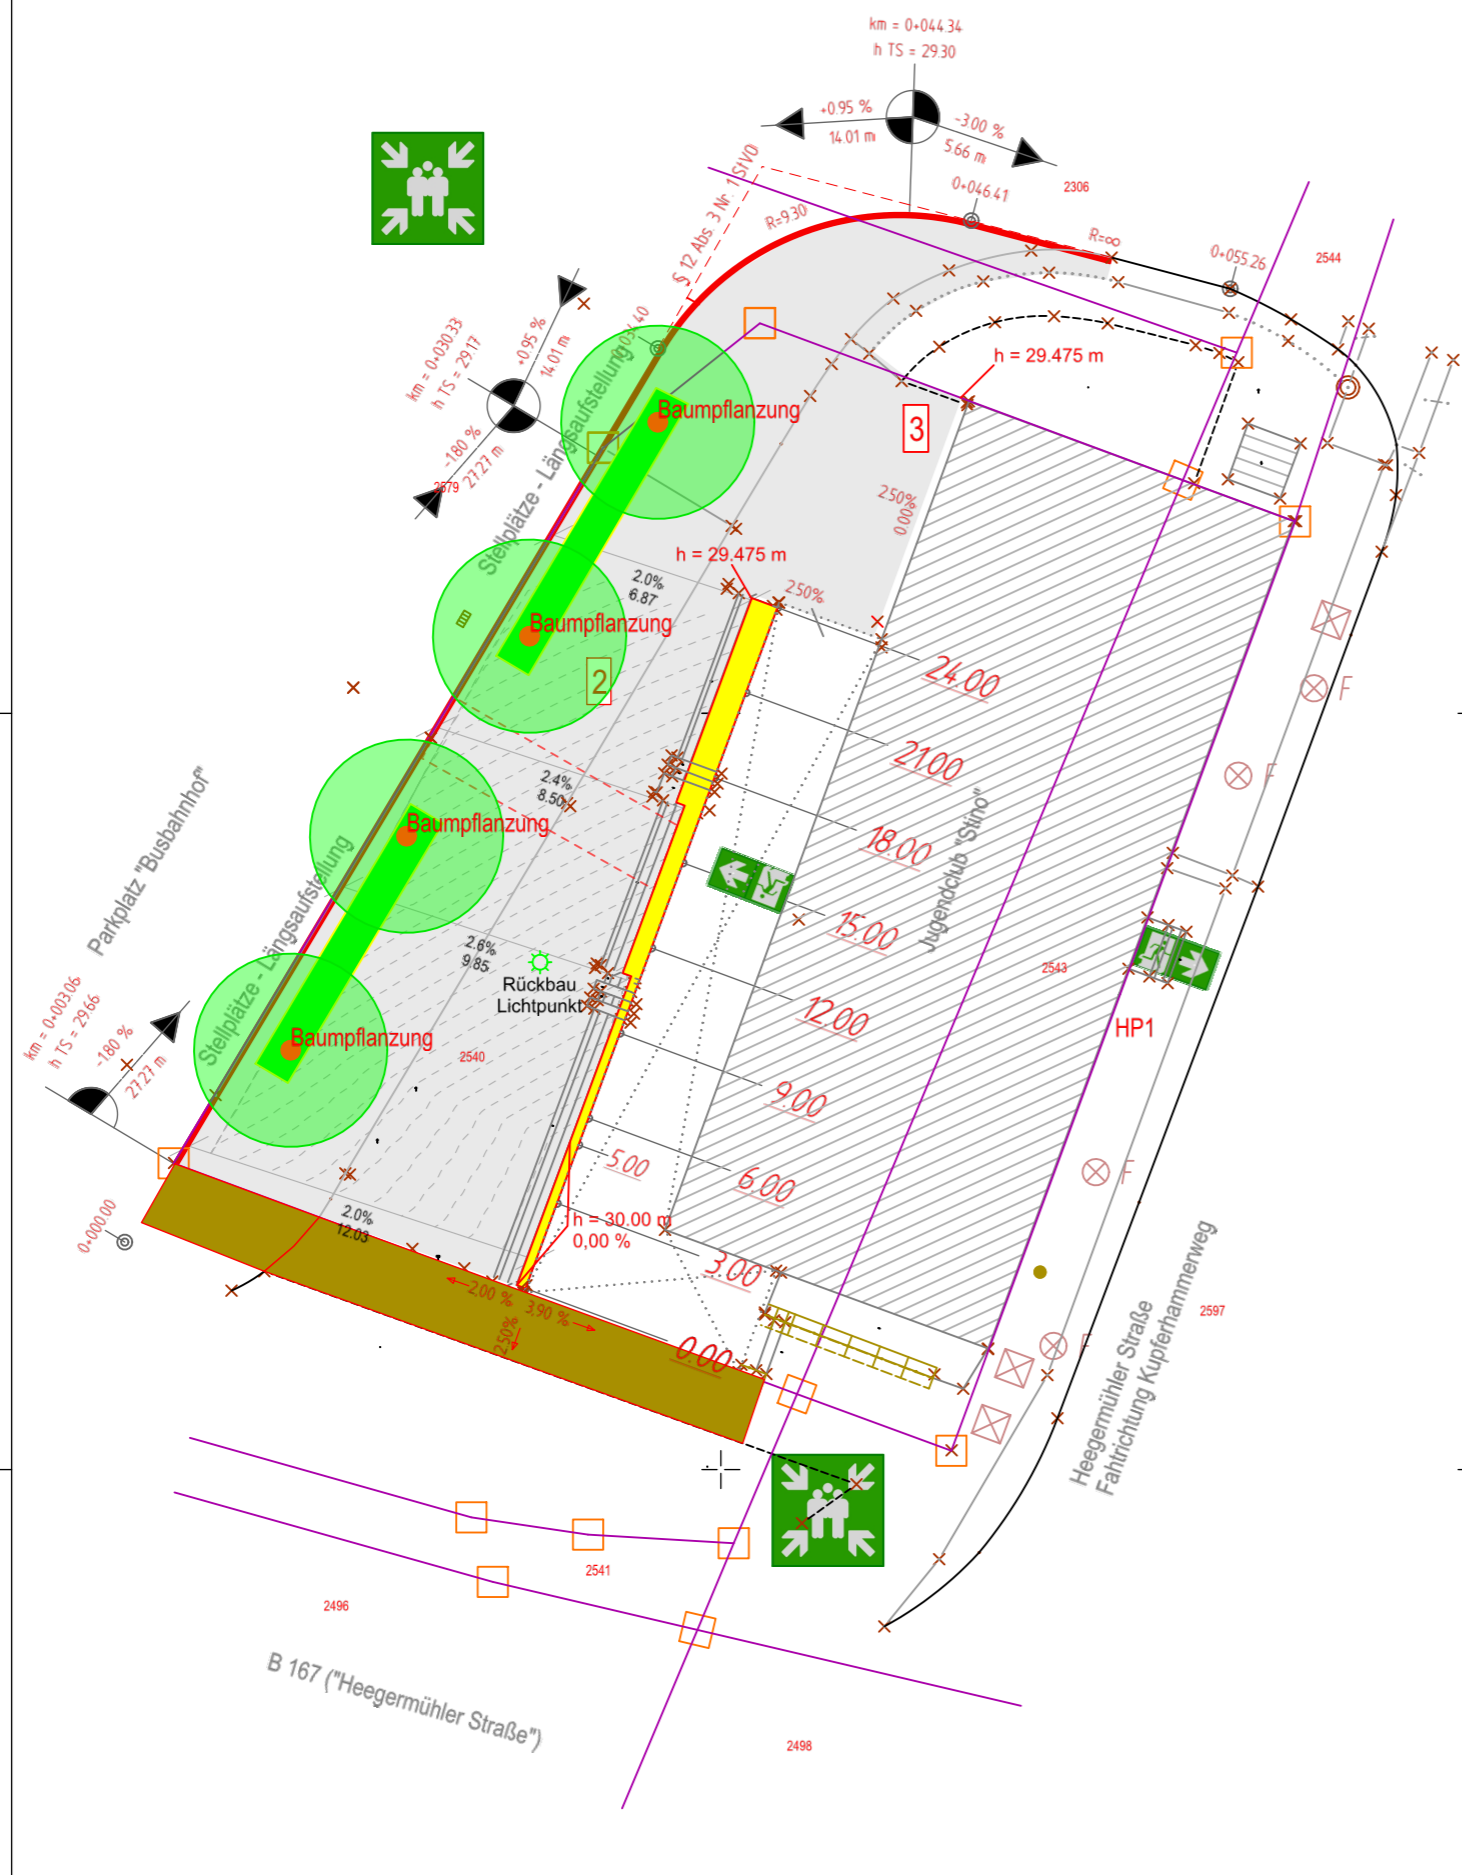 km = 0+044.34
h TS = 29.30
+0.95 %
14.01 m
-3.00 %
5.66 m
§ 12 Abs. 3 Nr. 1 StVO
R=9.30
0+046.41
2306
R=∞
0+055.26
2544
km = 0+030.33
h TS = 29.17
+0.95 %
14.01 m
-1.80 %
27.27 m
2579
h = 29.475 m
Baumpflanzung
3
Stellplätze - Längsaufstellung
2.50%
0.00
h = 29.475 m
2.0%
6.87
2.50%
Baumpflanzung
2
24.00
F
21.00
F
Parkplatz "Busbahnhof"
2.4%
8.50
Baumpflanzung
18.00
Jugendclub "Stino"
Stellplätze - Längsaufstellung
15.00
2.6%
9.85
Rückbau
Lichtpunkt
2543
12.00
HP1
km = 0+003.06
h TS = 29.66
-1.80 %
27.27 m
Baumpflanzung
2540
9.00
5.00
6.00
F
0+000.00
2.0%
12.03
h = 30.00 m
0,00 %
3.00
2.00 %
3.90 %
2.50%
0.00
F
2597
Heegermühler Straße
Fahrtrichtung Kupferhammerweg
2541
2496
B 167 ("Heegermühler Straße")
2498